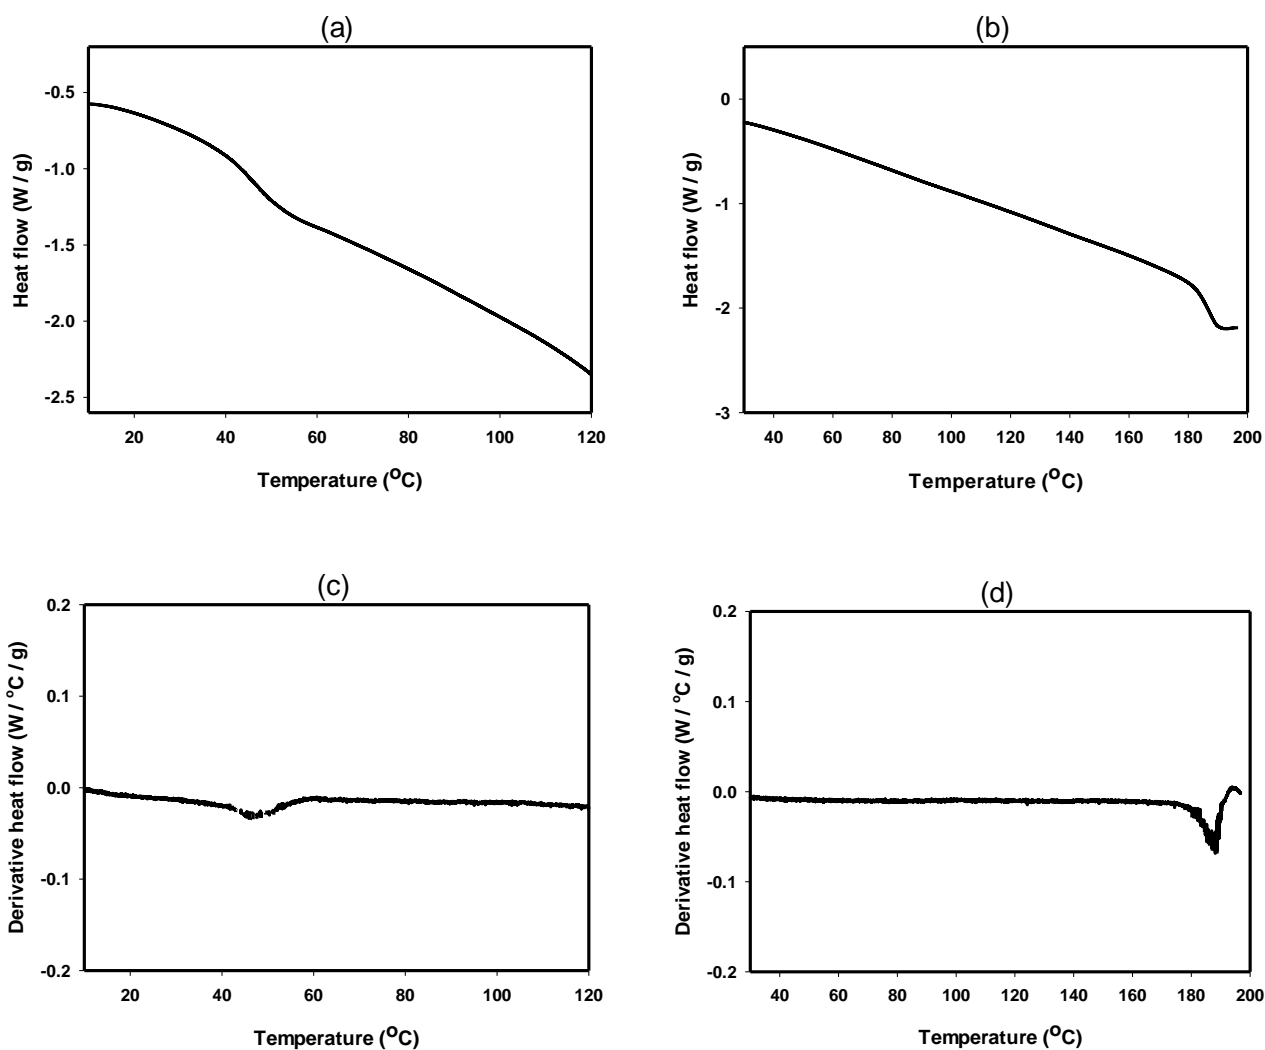 (a)
Heat flow (W / g)
-0.5
-1.0
-1.5
-2.0
-2.5
20 40 60 80 100 120
Temperature (°C)
(b)
Heat flow (W / g)
0
-1
-2
-3
40 60 80 100 120 140 160 180 200
Temperature (°C)
(c)
Derivative heat flow (W / °C / g)
0.2
0.1
0.0
-0.1
-0.2
20 40 60 80 100 120
Temperature (°C)
(d)
Derivative heat flow (W / °C / g)
0.2
0.1
0.0
-0.1
-0.2
40 60 80 100 120 140 160 180 200
Temperature (°C)